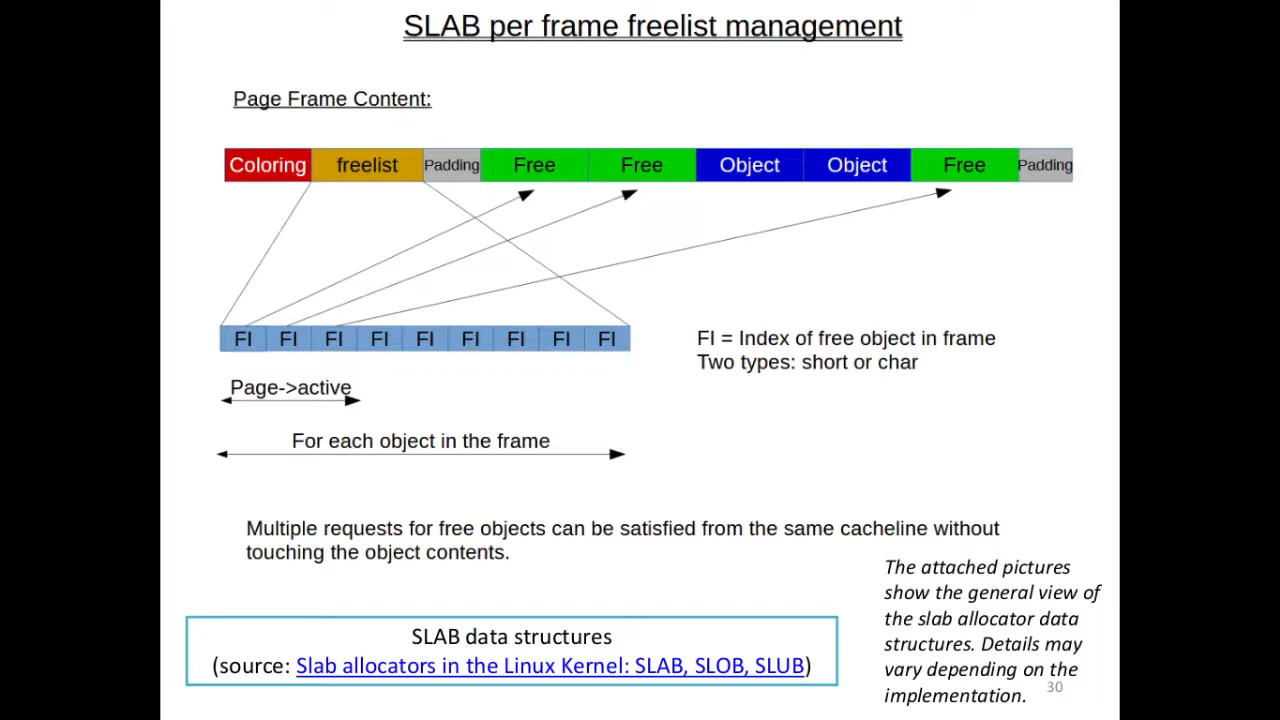 SLAB per frame freelist management
Page Frame Content:
Coloring freelist Padding Free Free Object Object Free Padding
FI FI FI FI FI FI FI FI FI
FI = Index of free object in frame
Two types: short or char
Page->active
For each object in the frame
Multiple requests for free objects can be satisfied from the same cacheline without
touching the object contents.
The attached pictures
show the general view of
the slab allocator data
structures. Details may
vary depending on the
implementation.
SLAB data structures
(source: Slab allocators in the Linux Kernel: SLAB, SLOB, SLUB)
30